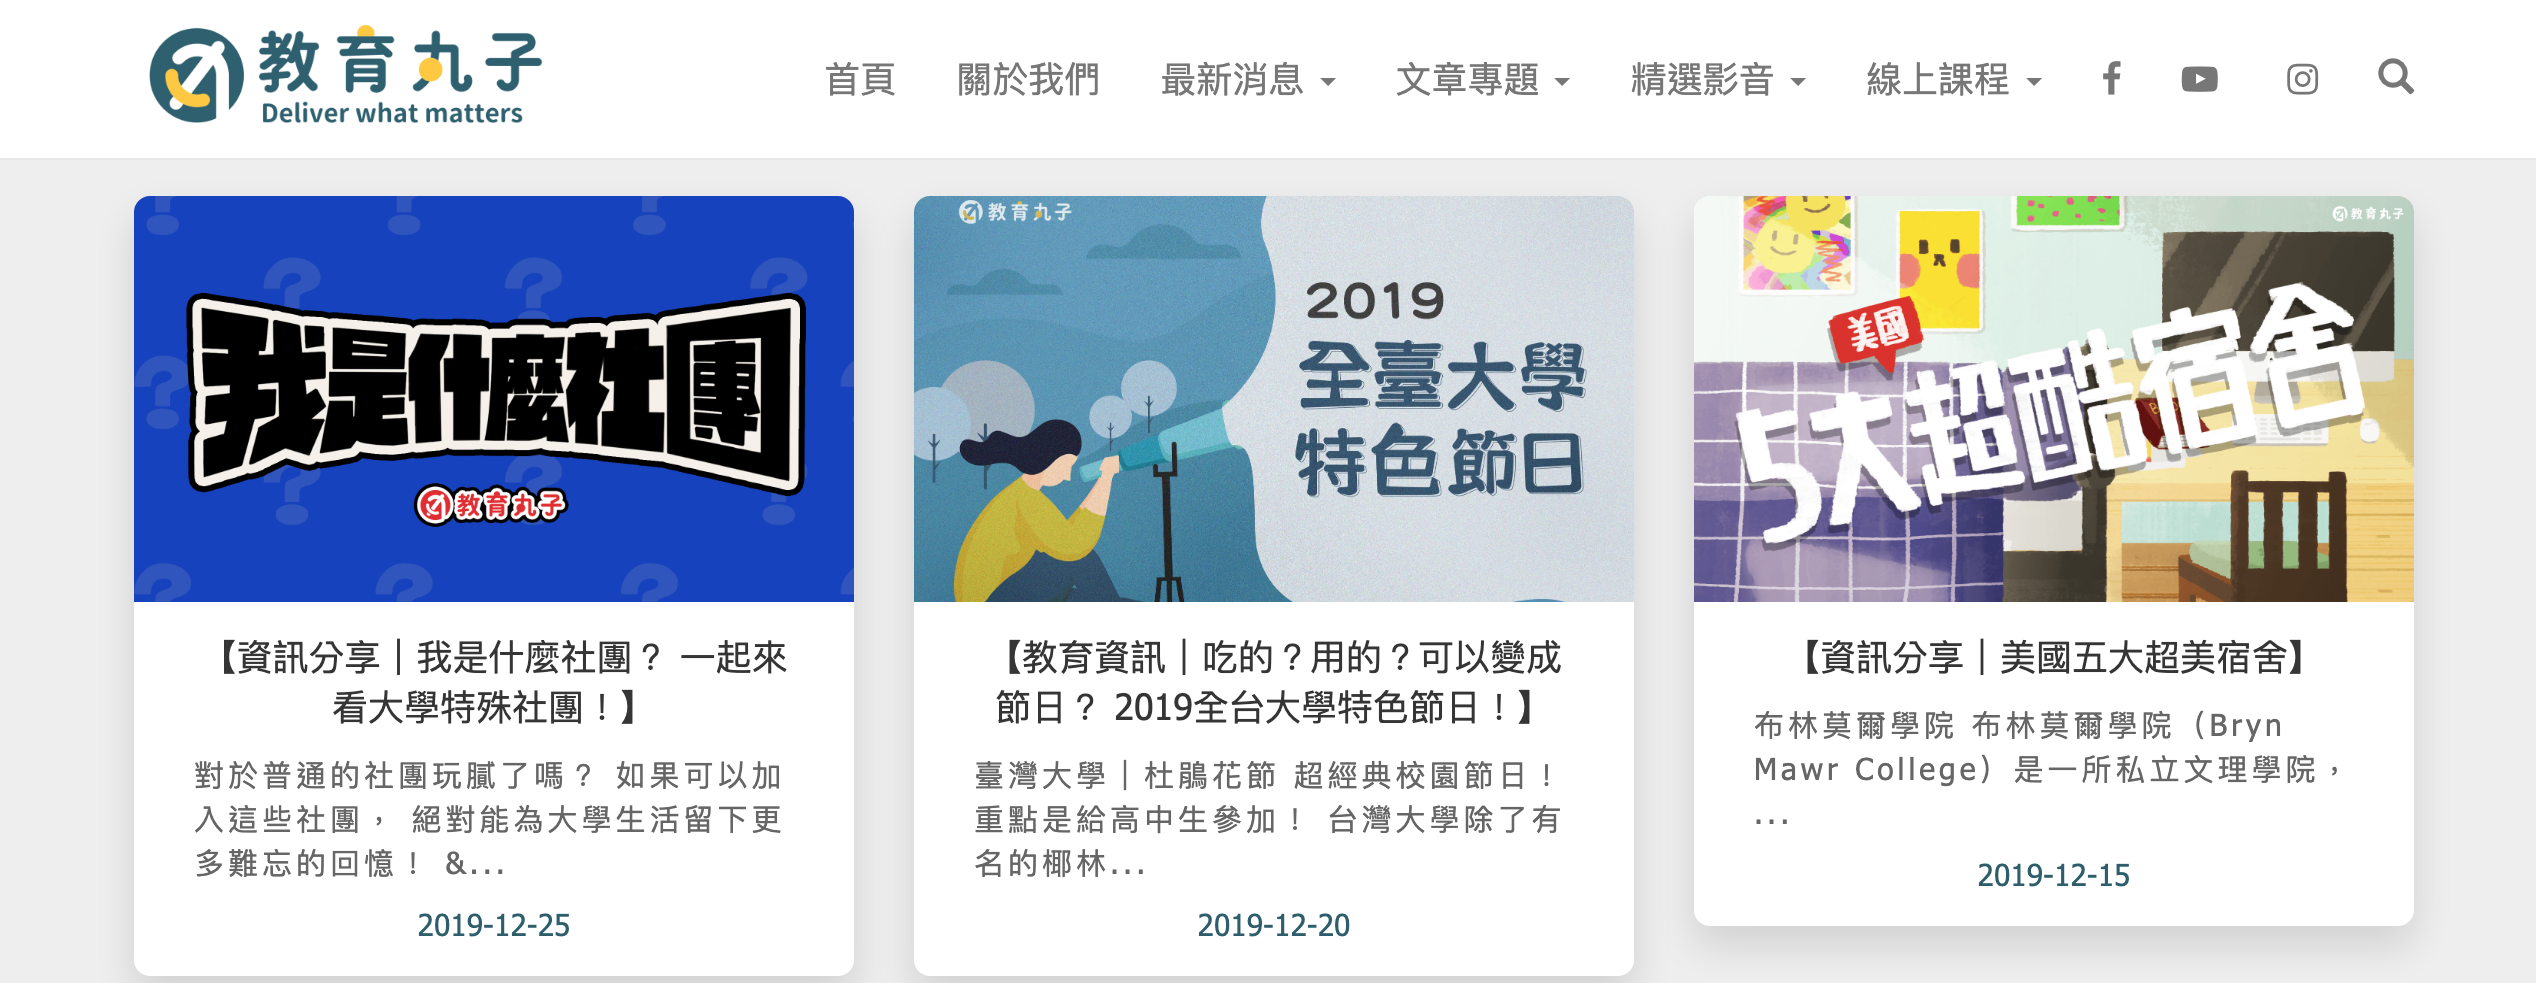 教育丸子
Deliver what matters
首頁 關於我們 最新消息 文章專題 精選影音 線上課程
我是什麼社團
教育丸子
【資訊分享｜我是什麼社團？ 一起來
看大學特殊社團！】
對於普通的社團玩膩了嗎？ 如果可以加
入這些社團， 絕對能為大學生活留下更
多難忘的回憶！ &...
2019-12-25
教育丸子
2019
全臺大學
特色節日
【教育資訊｜吃的？用的？可以變成
節日？ 2019全台大學特色節日！】
臺灣大學｜杜鵑花節 超經典校園節日！
重點是給高中生參加！ 台灣大學除了有
名的椰林...
2019-12-20
教育丸子
美國
5大超酷宿舍
【資訊分享｜美國五大超美宿舍】
布林莫爾學院 布林莫爾學院（Bryn
Mawr College）是一所私立文理學院，
...
2019-12-15